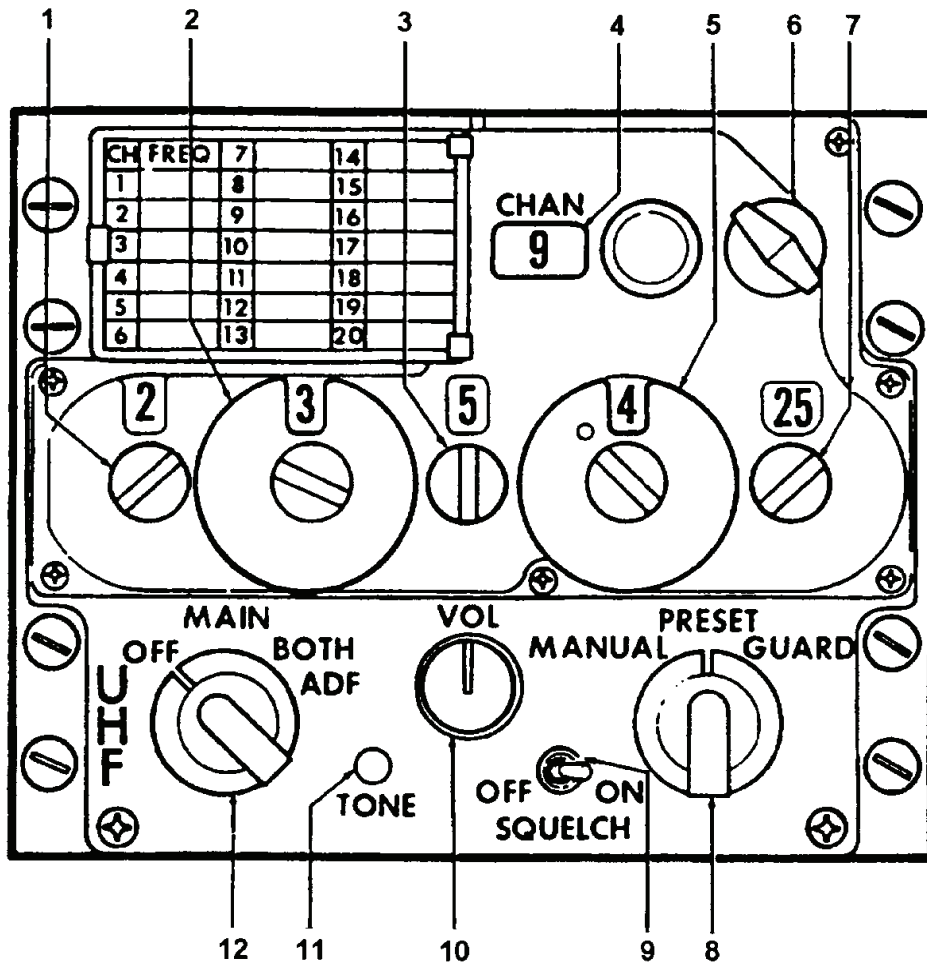 1 2 3 4 5 6 7
CH FREQ 7 14
1 8 15
2 9 16
3 10 17
4 11 18
5 12 19
6 13 20
CHAN
9
2 3 5 4 25
MAIN VOL PRESET
OFF BOTH MANUAL GUARD
ADF
UHF
TONE
OFF ON
SQUELCH
12 11 10 9 8